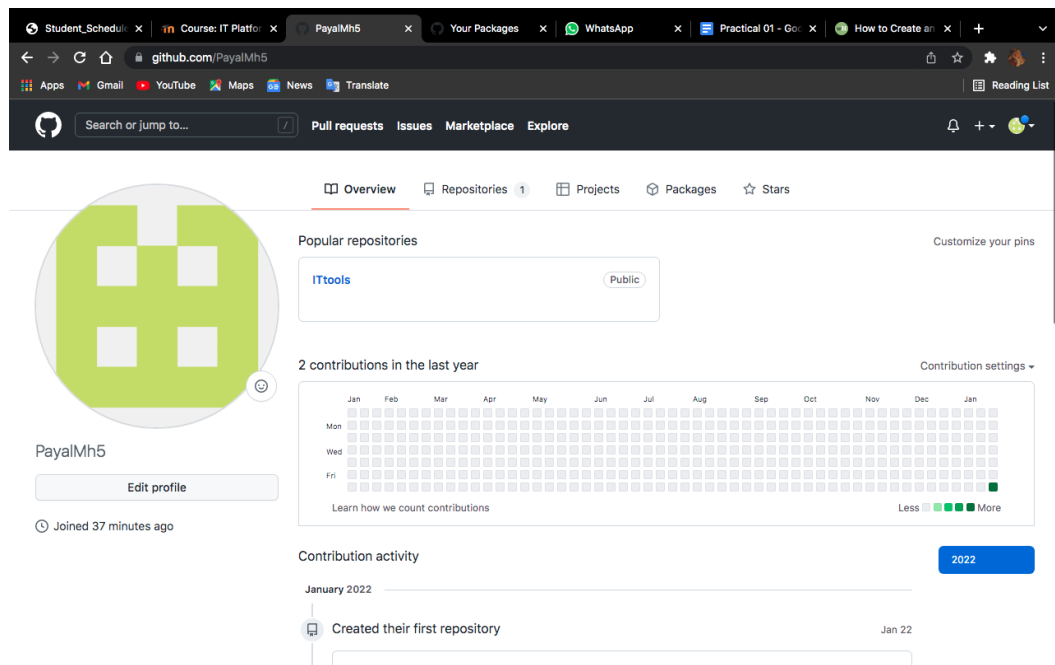 Student_Schedule
Course: IT Platfor
PayalMh5
Your Packages
WhatsApp
Practical 01 - Goo
How to Create an
github.com/PayalMh5
Apps
Gmail
YouTube
Maps
News
Translate
Reading List
Search or jump to...
/
Pull requests
Issues
Marketplace
Explore
Overview
Repositories 1
Projects
Packages
Stars
Popular repositories
Customize your pins
ITtools
Public
2 contributions in the last year
Contribution settings
Jan Feb Mar Apr May Jun Jul Aug Sep Oct Nov Dec Jan
Mon
Wed
Fri
Learn how we count contributions
Less More
PayalMh5
Edit profile
Joined 37 minutes ago
Contribution activity
2022
January 2022
Created their first repository
Jan 22